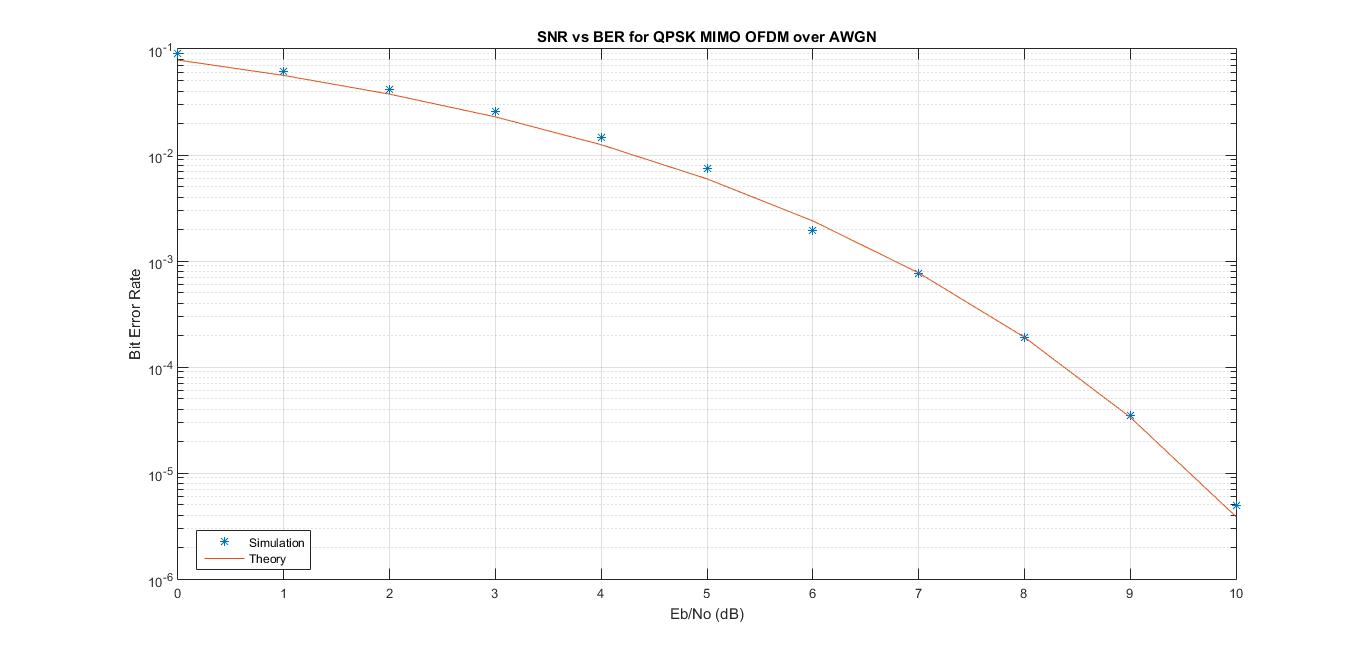 SNR vs BER for QPSK MIMO OFDM over AWGN
10^-1
10^-2
10^-3
10^-4
10^-5
10^-6
Bit Error Rate
Simulation
Theory
0 1 2 3 4 5 6 7 8 9 10
Eb/No (dB)